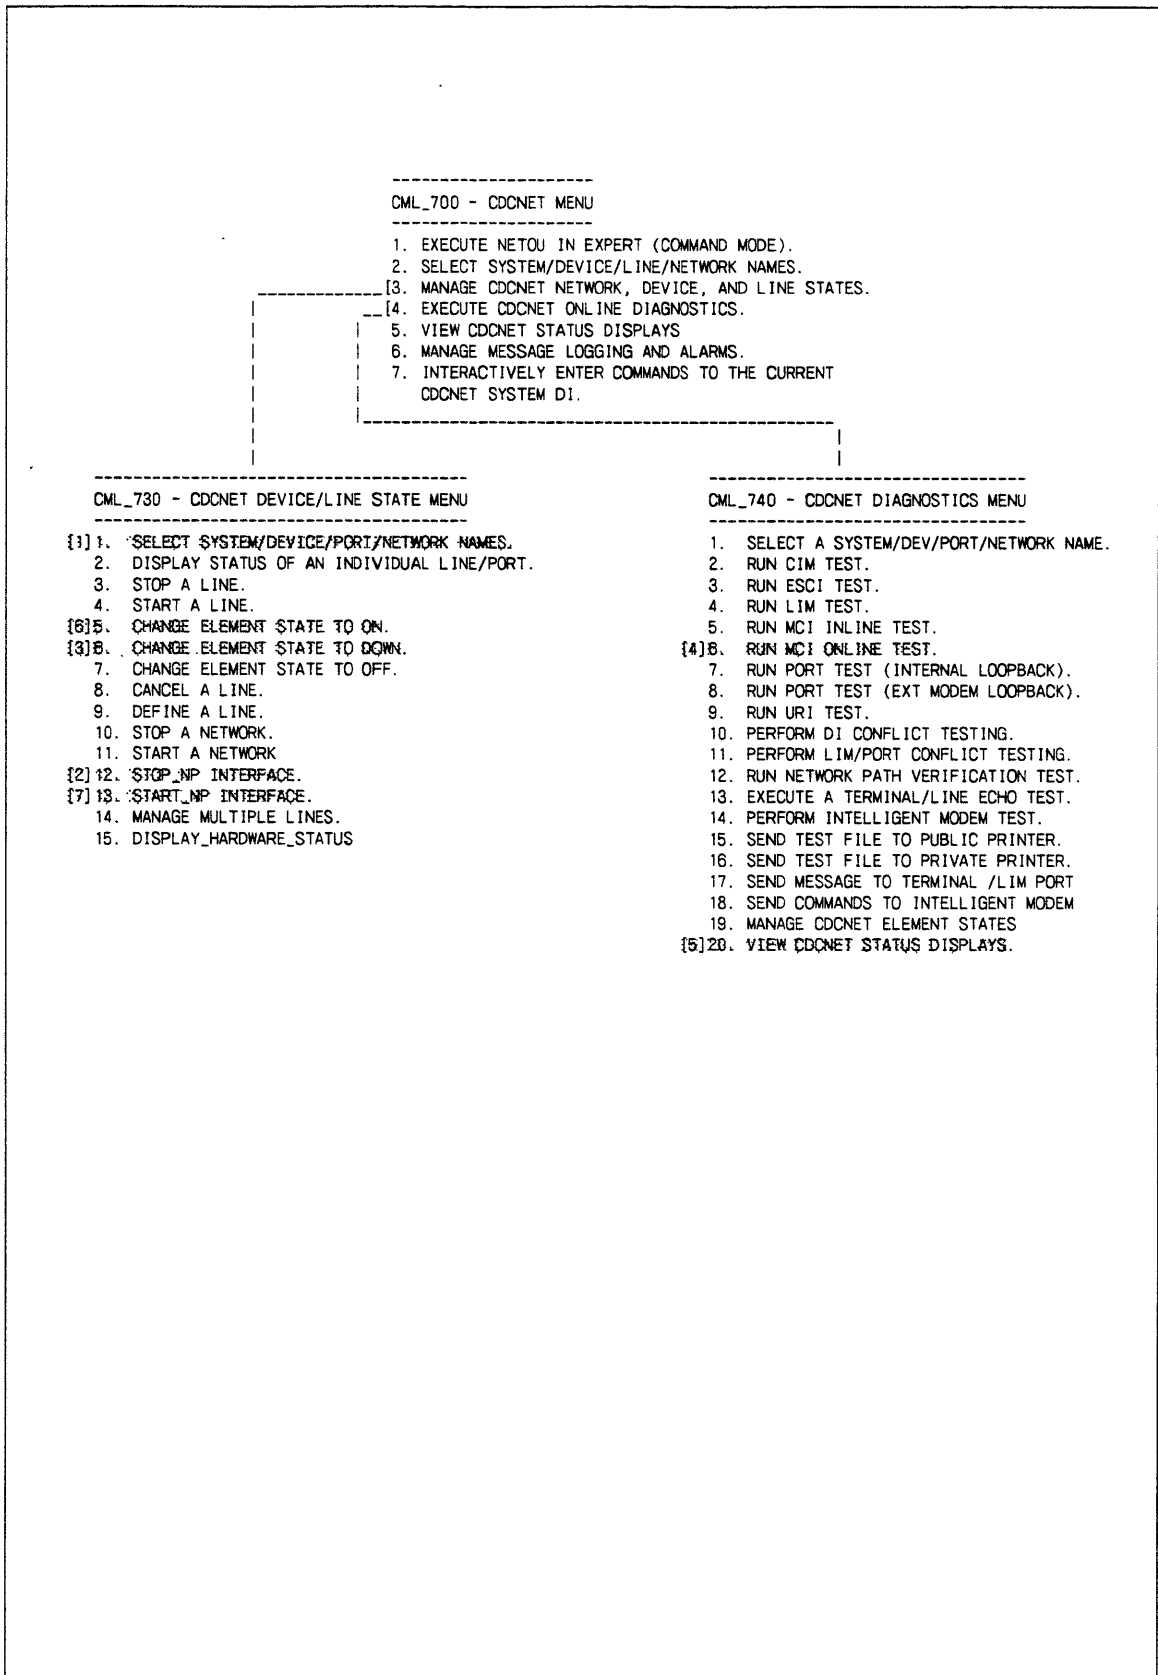 CML_700 - CDCNET MENU
1. EXECUTE NETOU IN EXPERT (COMMAND MODE).
2. SELECT SYSTEM/DEVICE/LINE/NETWORK NAMES.
[3. MANAGE CDCNET NETWORK, DEVICE, AND LINE STATES.
[4. EXECUTE CDCNET ONLINE DIAGNOSTICS.
5. VIEW CDCNET STATUS DISPLAYS
6. MANAGE MESSAGE LOGGING AND ALARMS.
7. INTERACTIVELY ENTER COMMANDS TO THE CURRENT
CDCNET SYSTEM DI.
CML_730 - CDCNET DEVICE/LINE STATE MENU
[1] 1. SELECT SYSTEM/DEVICE/PORT/NETWORK NAMES.
2. DISPLAY STATUS OF AN INDIVIDUAL LINE/PORT.
3. STOP A LINE.
4. START A LINE.
[6]5. CHANGE ELEMENT STATE TO ON.
[3]6. CHANGE ELEMENT STATE TO DOWN.
7. CHANGE ELEMENT STATE TO OFF.
8. CANCEL A LINE.
9. DEFINE A LINE.
10. STOP A NETWORK.
11. START A NETWORK
[2] 12. STOP_NP INTERFACE.
[7] 13. START_NP INTERFACE.
14. MANAGE MULTIPLE LINES.
15. DISPLAY_HARDWARE_STATUS
CML_740 - CDCNET DIAGNOSTICS MENU
1. SELECT A SYSTEM/DEV/PORT/NETWORK NAME.
2. RUN CIM TEST.
3. RUN ESCI TEST.
4. RUN LIM TEST.
5. RUN MCI INLINE TEST.
[4]6. RUN MCI ONLINE TEST.
7. RUN PORT TEST (INTERNAL LOOPBACK).
8. RUN PORT TEST (EXT MODEM LOOPBACK).
9. RUN URI TEST.
10. PERFORM DI CONFLICT TESTING.
11. PERFORM LIM/PORT CONFLICT TESTING.
12. RUN NETWORK PATH VERIFICATION TEST.
13. EXECUTE A TERMINAL/LINE ECHO TEST.
14. PERFORM INTELLIGENT MODEM TEST.
15. SEND TEST FILE TO PUBLIC PRINTER.
16. SEND TEST FILE TO PRIVATE PRINTER.
17. SEND MESSAGE TO TERMINAL /LIM PORT
18. SEND COMMANDS TO INTELLIGENT MODEM
19. MANAGE CDCNET ELEMENT STATES
[5]20. VIEW CDCNET STATUS DISPLAYS.